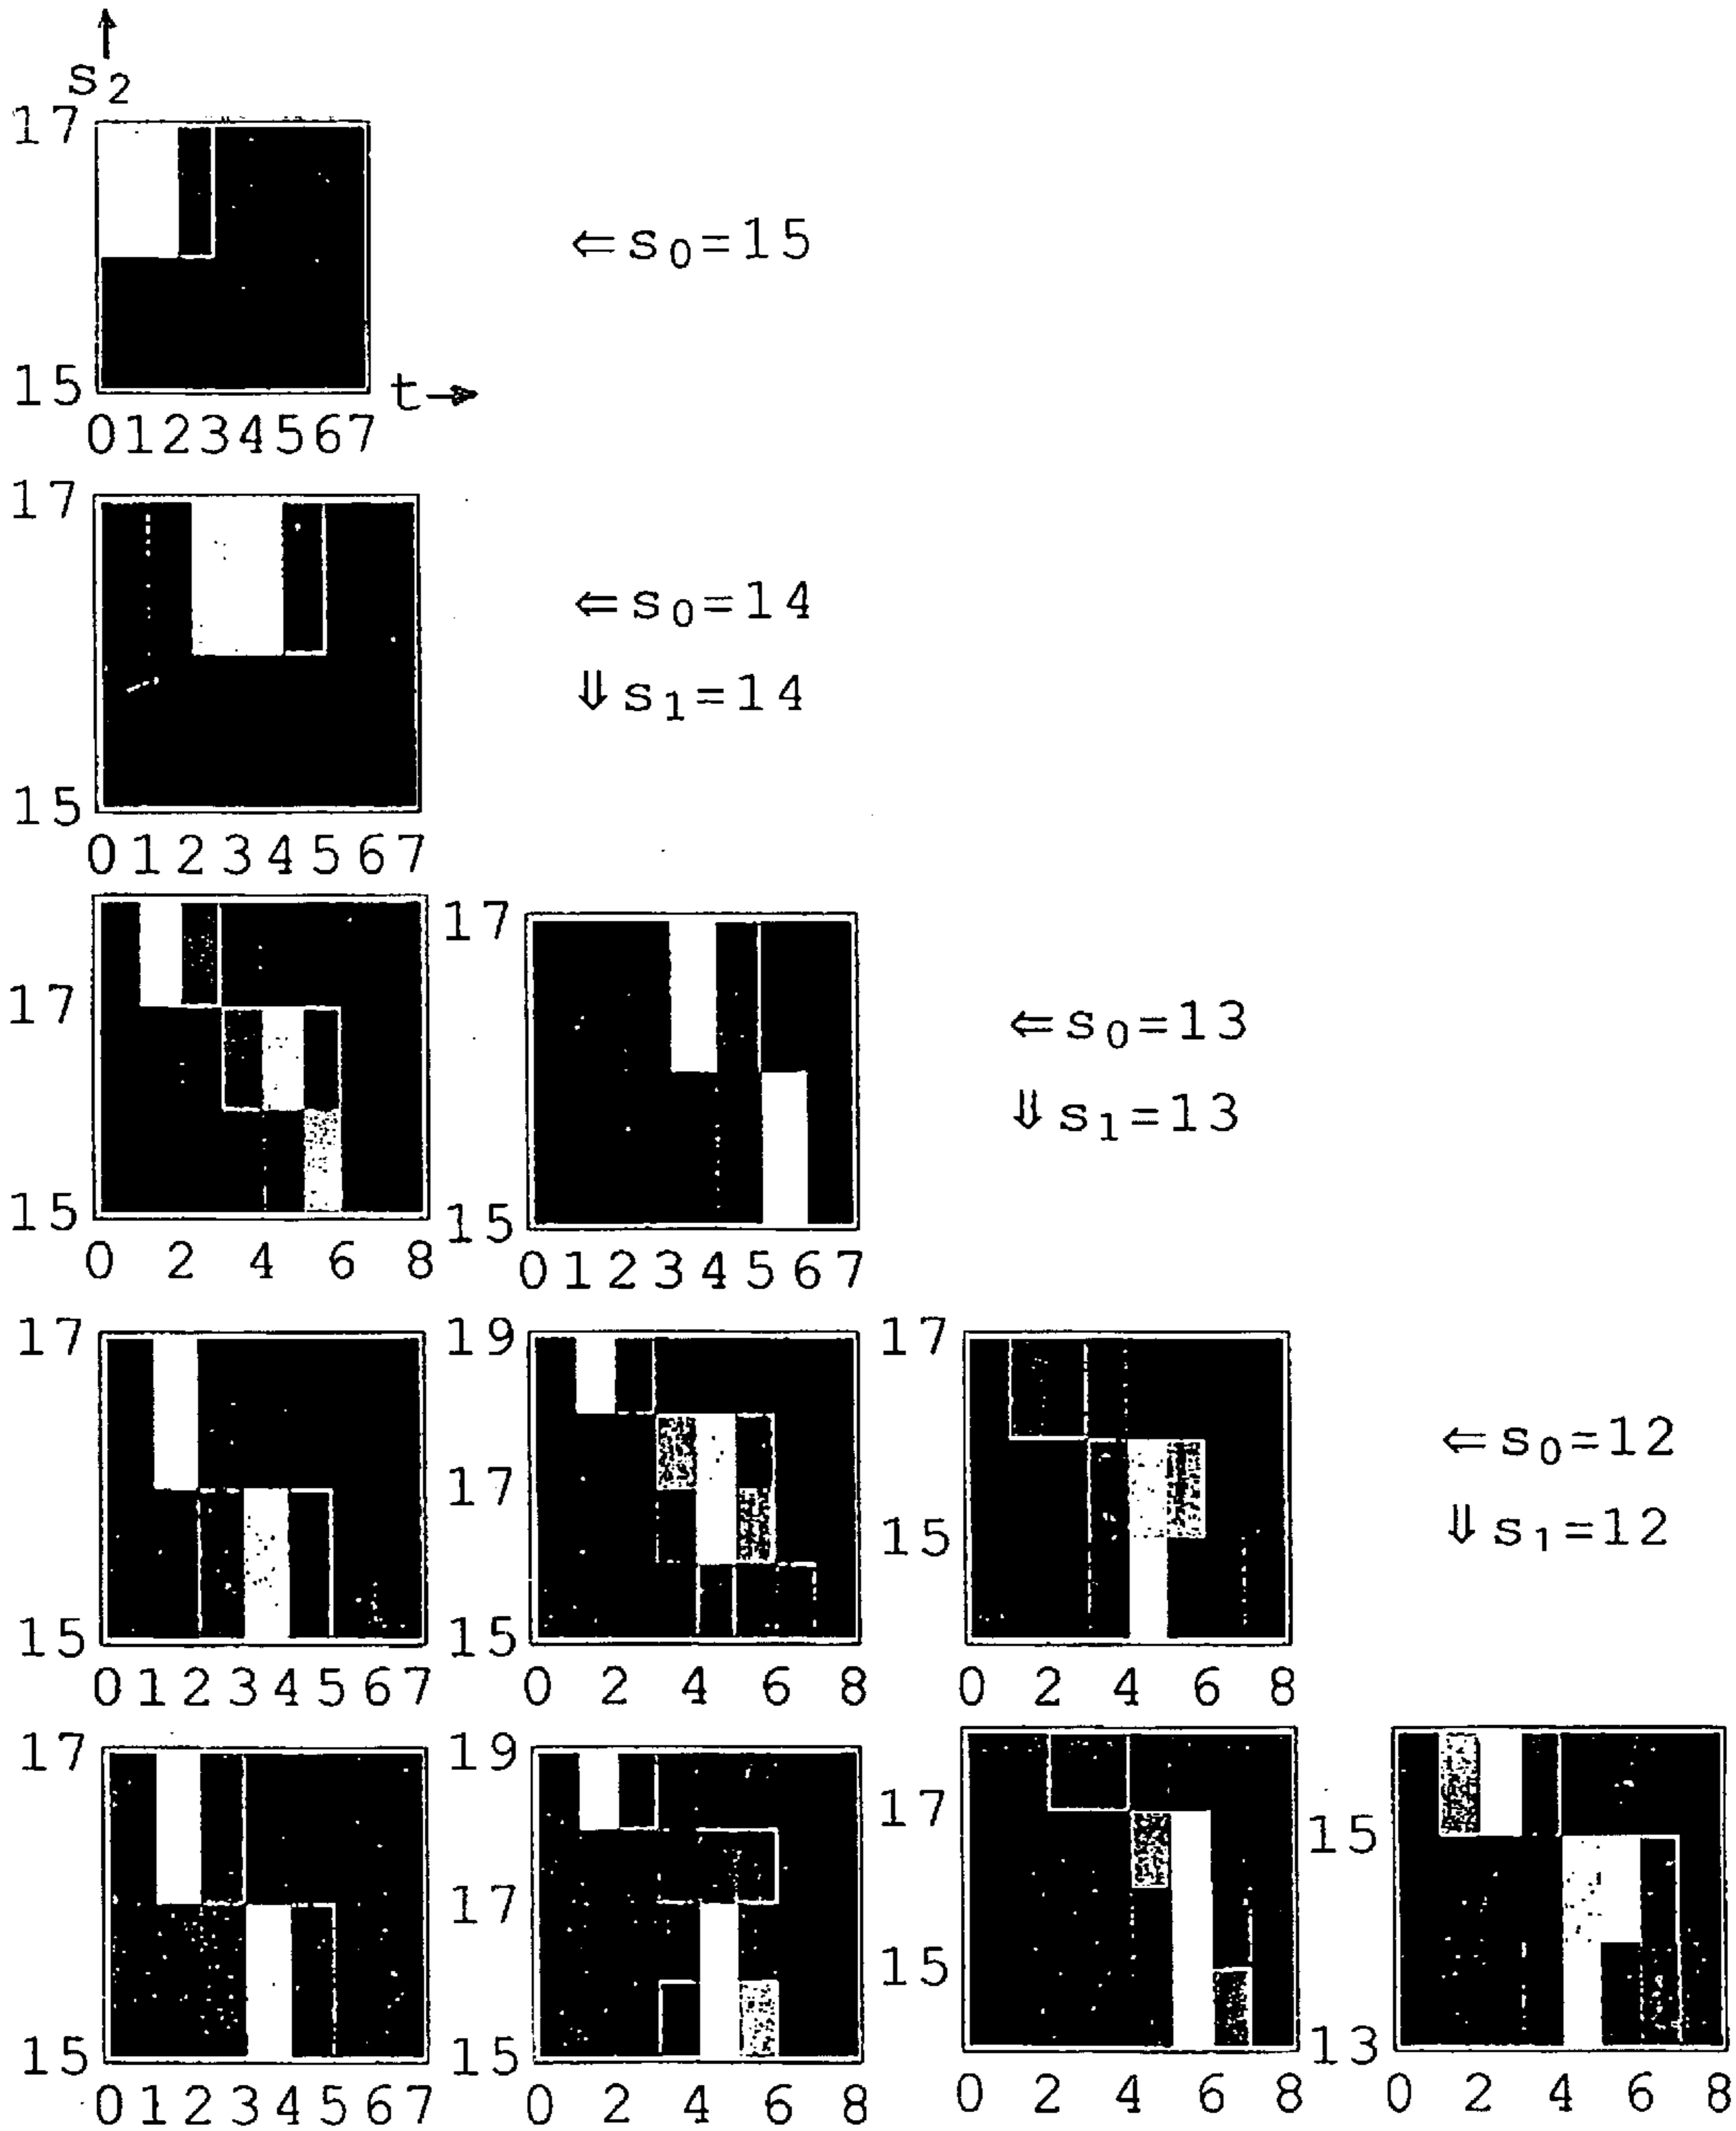 s2
17
⇐s0=15
15 t→
01234567
17
⇐s0=14
⇓s1=14
15
01234567
17
17 ⇐s0=13
⇓s1=13
15 15
0 2 4 6 8 01234567
17 19 17
17 ⇐s0=12
15 ⇓s1=12
15 15
01234567 0 2 4 6 8 0 2 4 6 8
17 19
17 15
17
15
15 15 13
01234567 0 2 4 6 8 0 2 4 6 8 0 2 4 6 8